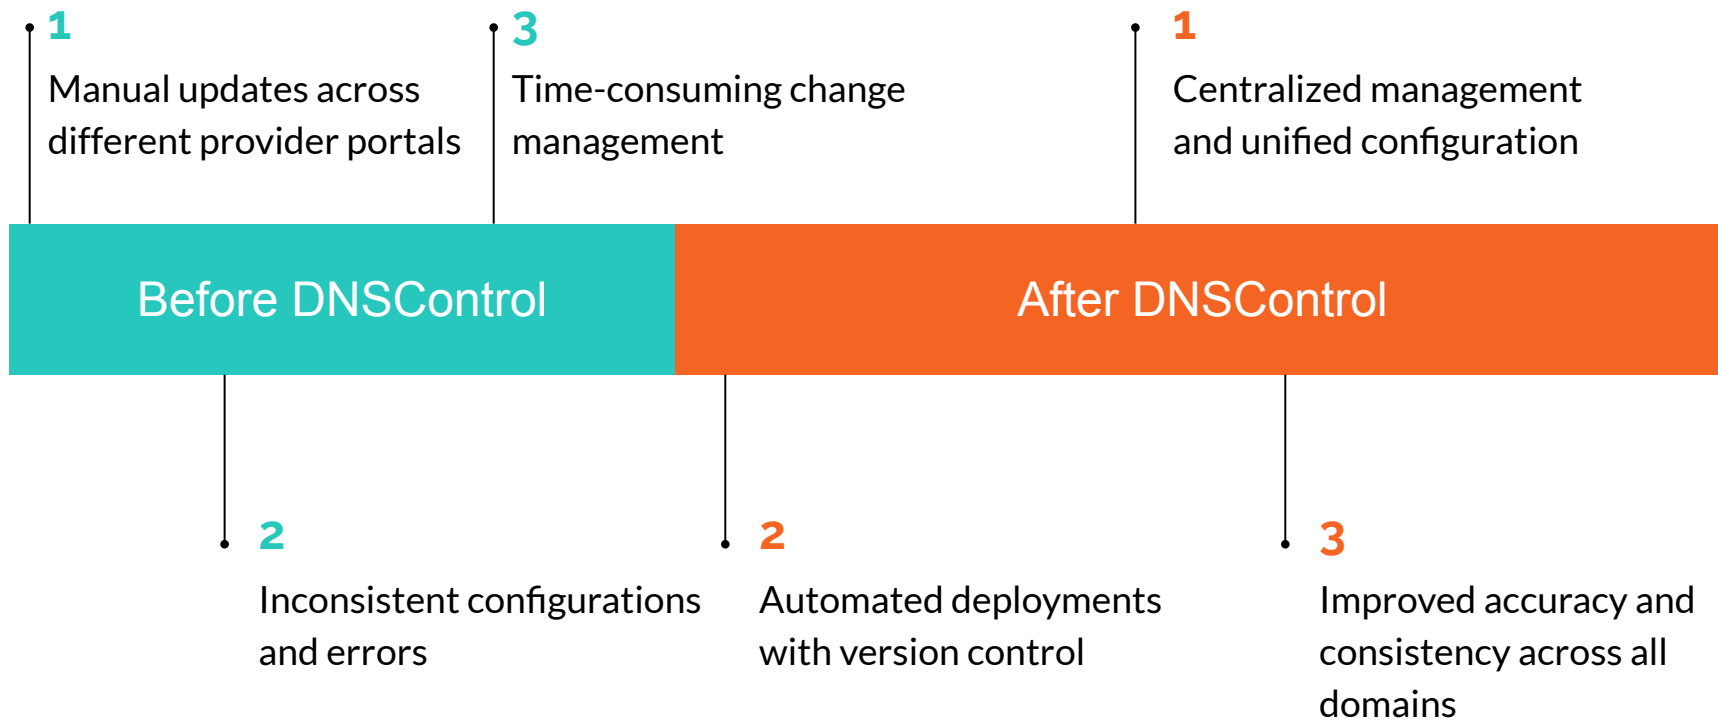 1
Manual updates across
different provider portals
3
Time-consuming change
management
1
Centralized management
and unified configuration
Before DNSControl
After DNSControl
2
Inconsistent configurations
and errors
2
Automated deployments
with version control
3
Improved accuracy and
consistency across all
domains